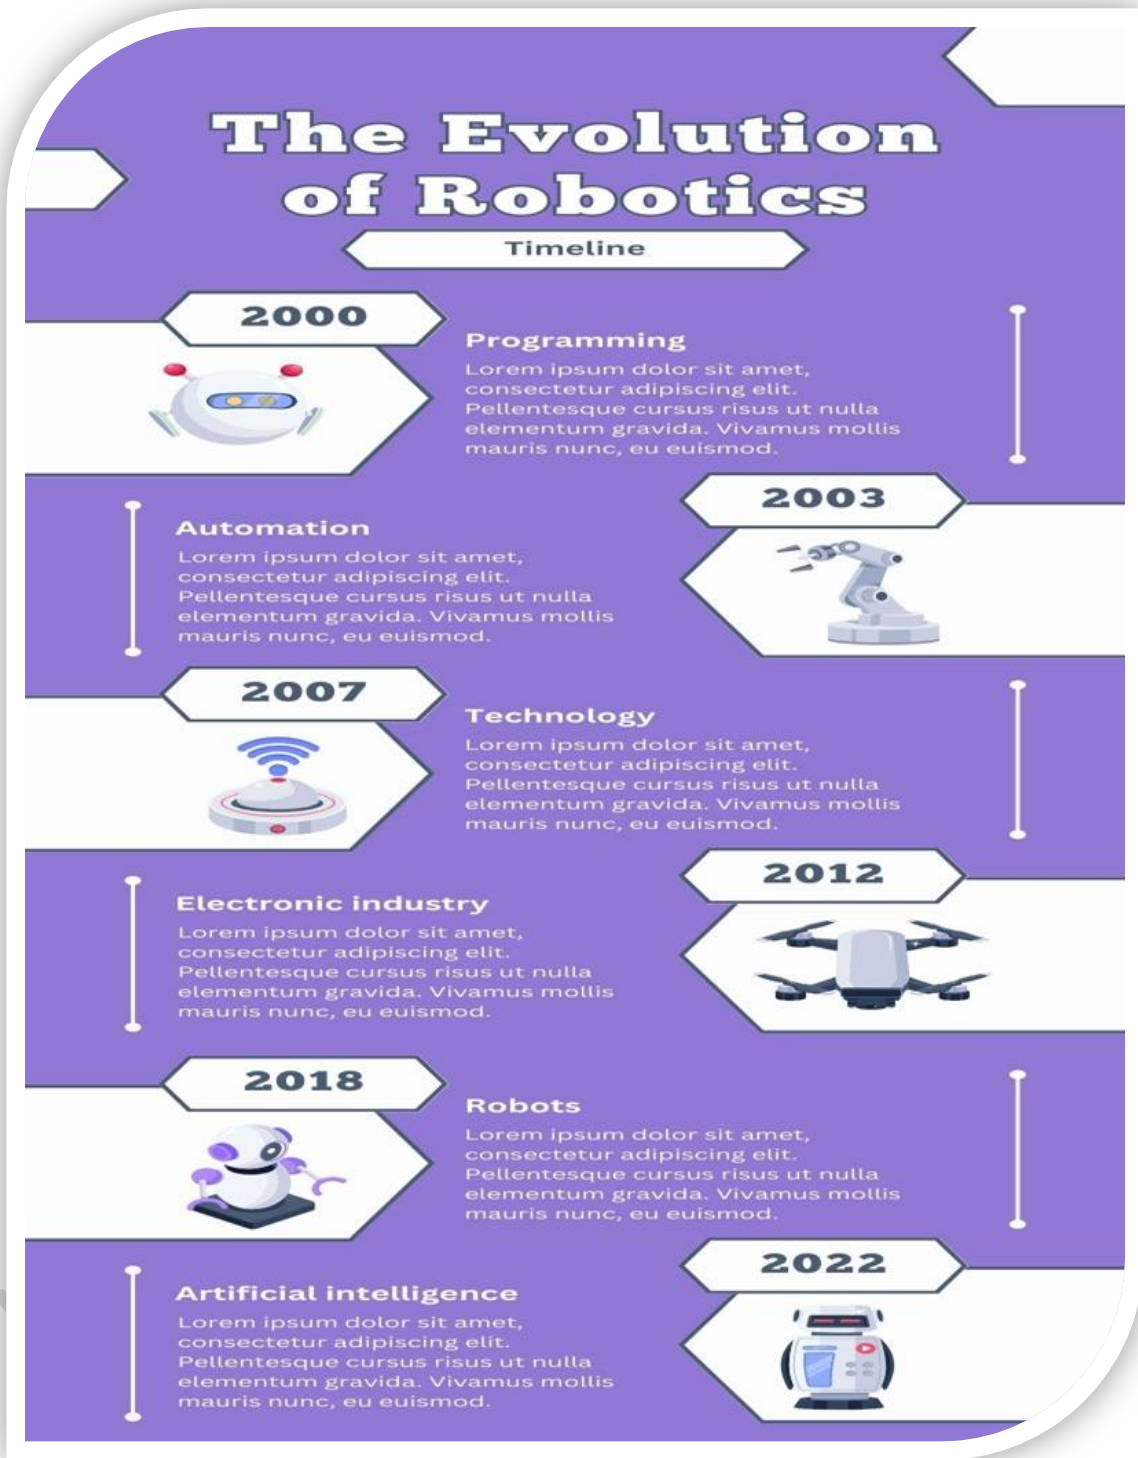 The Evolution
of Robotics
Timeline
2000
Programming
Lorem ipsum dolor sit amet,
consectetur adipiscing elit.
Pellentesque cursus risus ut nulla
elementum gravida. Vivamus mollis
mauris nunc, eu euismod.
2003
Automation
Lorem ipsum dolor sit amet,
consectetur adipiscing elit.
Pellentesque cursus risus ut nulla
elementum gravida. Vivamus mollis
mauris nunc, eu euismod.
2007
Technology
Lorem ipsum dolor sit amet,
consectetur adipiscing elit.
Pellentesque cursus risus ut nulla
elementum gravida. Vivamus mollis
mauris nunc, eu euismod.
2012
Electronic industry
Lorem ipsum dolor sit amet,
consectetur adipiscing elit.
Pellentesque cursus risus ut nulla
elementum gravida. Vivamus mollis
mauris nunc, eu euismod.
2018
Robots
Lorem ipsum dolor sit amet,
consectetur adipiscing elit.
Pellentesque cursus risus ut nulla
elementum gravida. Vivamus mollis
mauris nunc, eu euismod.
2022
Artificial intelligence
Lorem ipsum dolor sit amet,
consectetur adipiscing elit.
Pellentesque cursus risus ut nulla
elementum gravida. Vivamus mollis
mauris nunc, eu euismod.